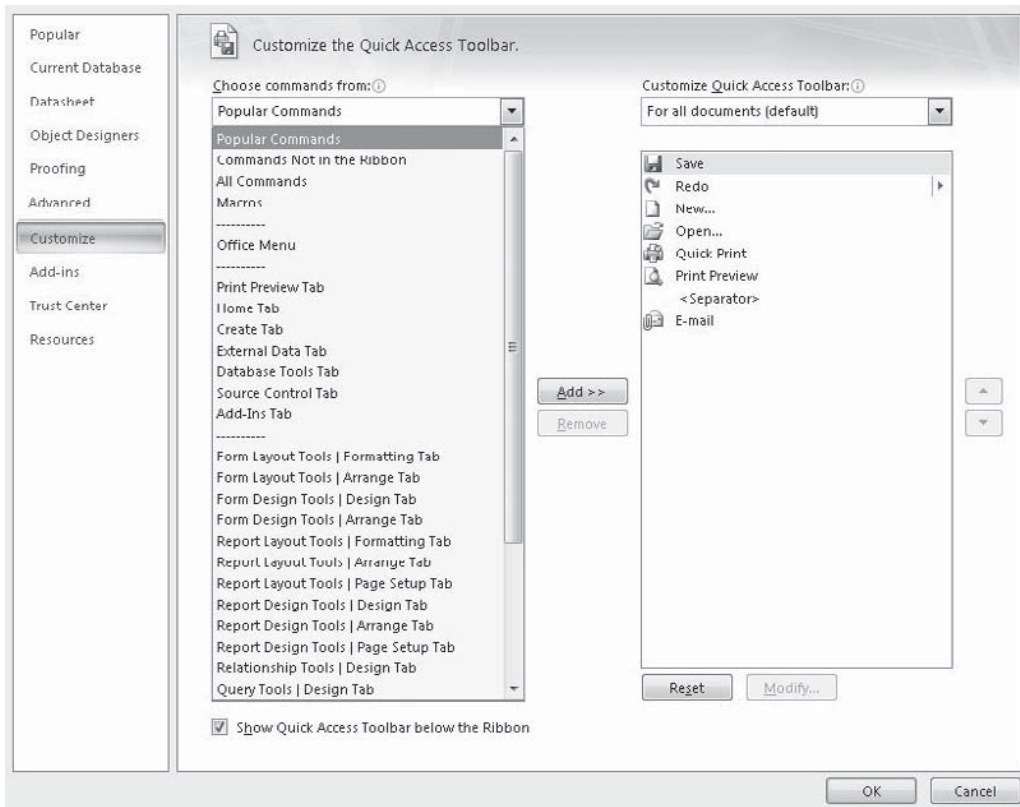 Popular
Current Database
Datasheet
Object Designers
Proofing
Advanced
Customize
Add-ins
Trust Center
Resources
Customize the Quick Access Toolbar.
Choose commands from:
Popular Commands
Popular Commands
Commands Not in the Ribbon
All Commands
Macros
----------
Office Menu
----------
Print Preview Tab
Home Tab
Create Tab
External Data Tab
Database Tools Tab
Source Control Tab
Add-Ins Tab
----------
Form Layout Tools | Formatting Tab
Form Layout Tools | Arrange Tab
Form Design Tools | Design Tab
Form Design Tools | Arrange Tab
Report Layout Tools | Formatting Tab
Report Layout Tools | Arrange Tab
Report Layout Tools | Page Setup Tab
Report Design Tools | Design Tab
Report Design Tools | Arrange Tab
Report Design Tools | Page Setup Tab
Relationship Tools | Design Tab
Query Tools | Design Tab
Show Quick Access Toolbar below the Ribbon
Add >>
Remove
Customize Quick Access Toolbar:
For all documents (default)
Save
Redo
New...
Open...
Quick Print
Print Preview
<Separator>
E-mail
Reset
Modify...
OK
Cancel